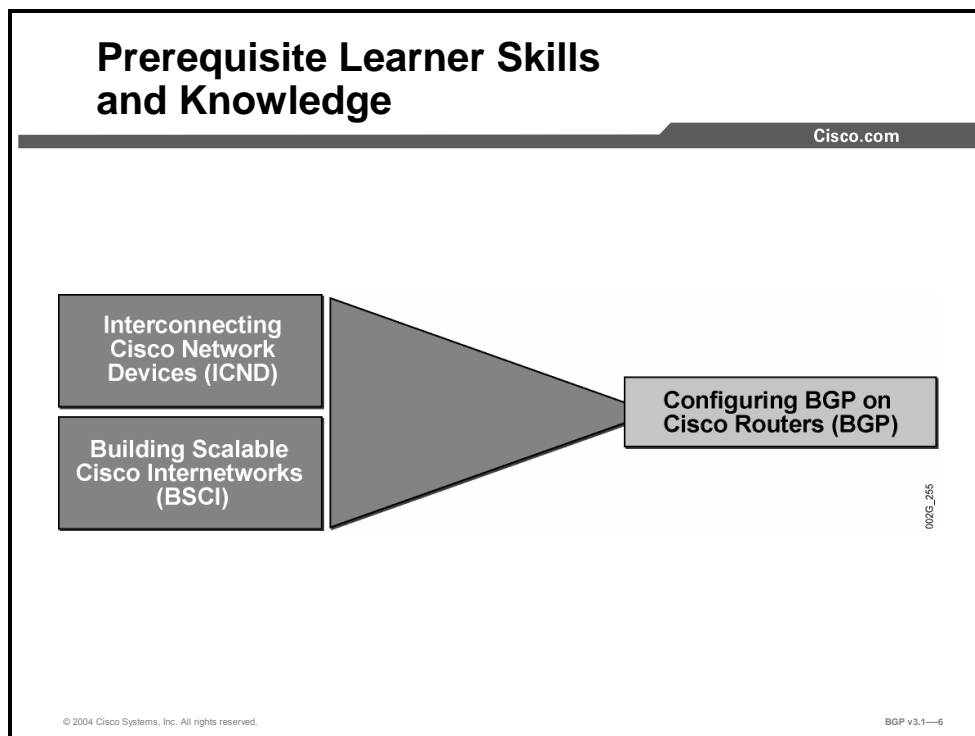 Prerequisite Learner Skills
and Knowledge
Cisco.com
Interconnecting
Cisco Network
Devices (ICND)
Building Scalable
Cisco Internetworks
(BSCI)
Configuring BGP on
Cisco Routers (BGP)
002G_255
© 2004 Cisco Systems, Inc. All rights reserved.
BGP v3.1—6